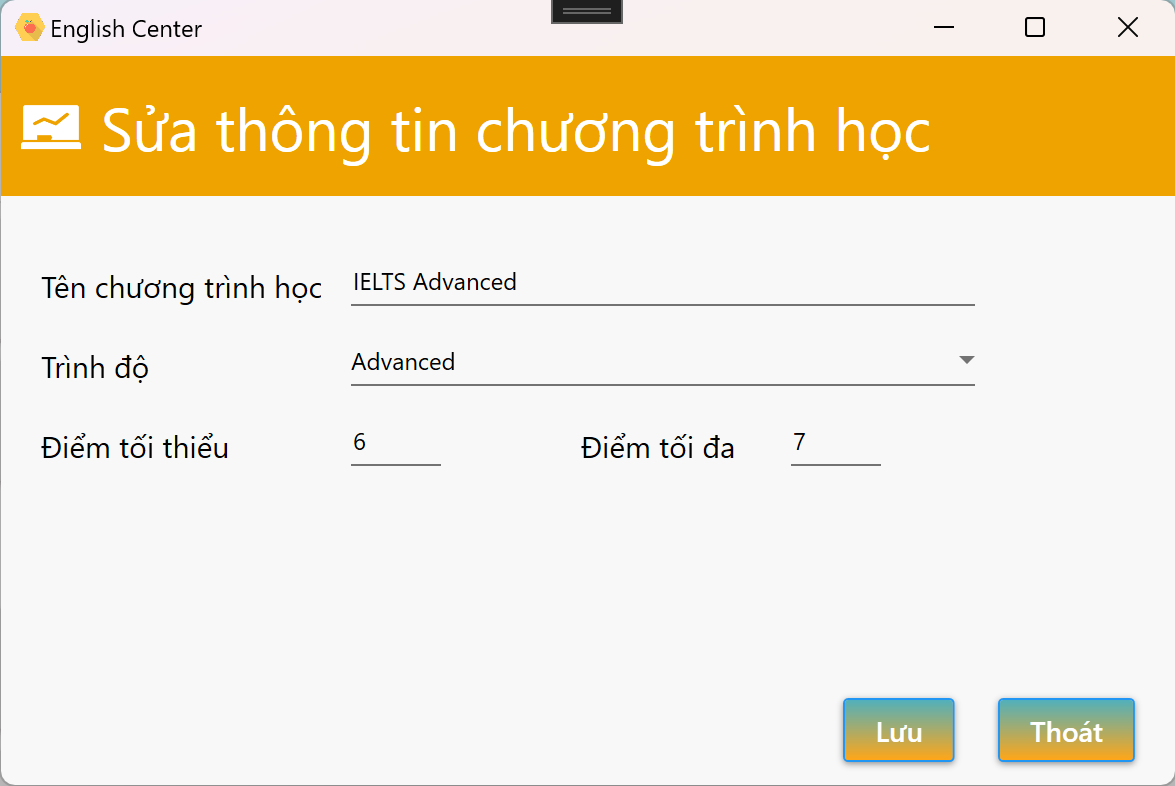 English Center
Sửa thông tin chương trình học
Tên chương trình học IELTS Advanced
Trình độ Advanced
Điểm tối thiểu 6 Điểm tối đa 7
Lưu Thoát